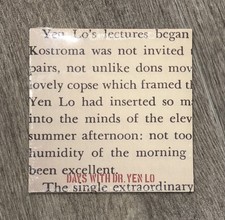 Yen Lo's lectures began
Kostroma was not invited
pairs, not unlike dons mov
lovely copse which framed t
Yen Lo had inserted so m
into the minds of the elev
summer afternoon: not too
humidity of the morning
been excellent.
DAYS WITH DR. YEN LO
The single extraordinary